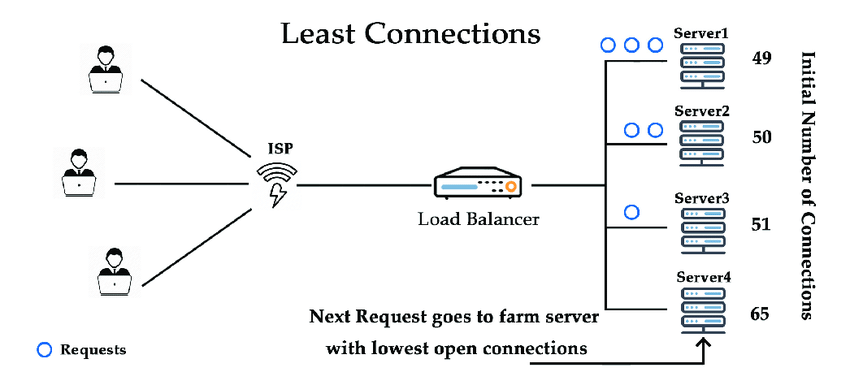 Least Connections
Server1
49
Server2
50
ISP
Load Balancer
Server3
51
Server4
65
Initial Number of Connections
Next Request goes to farm server
with lowest open connections
Requests